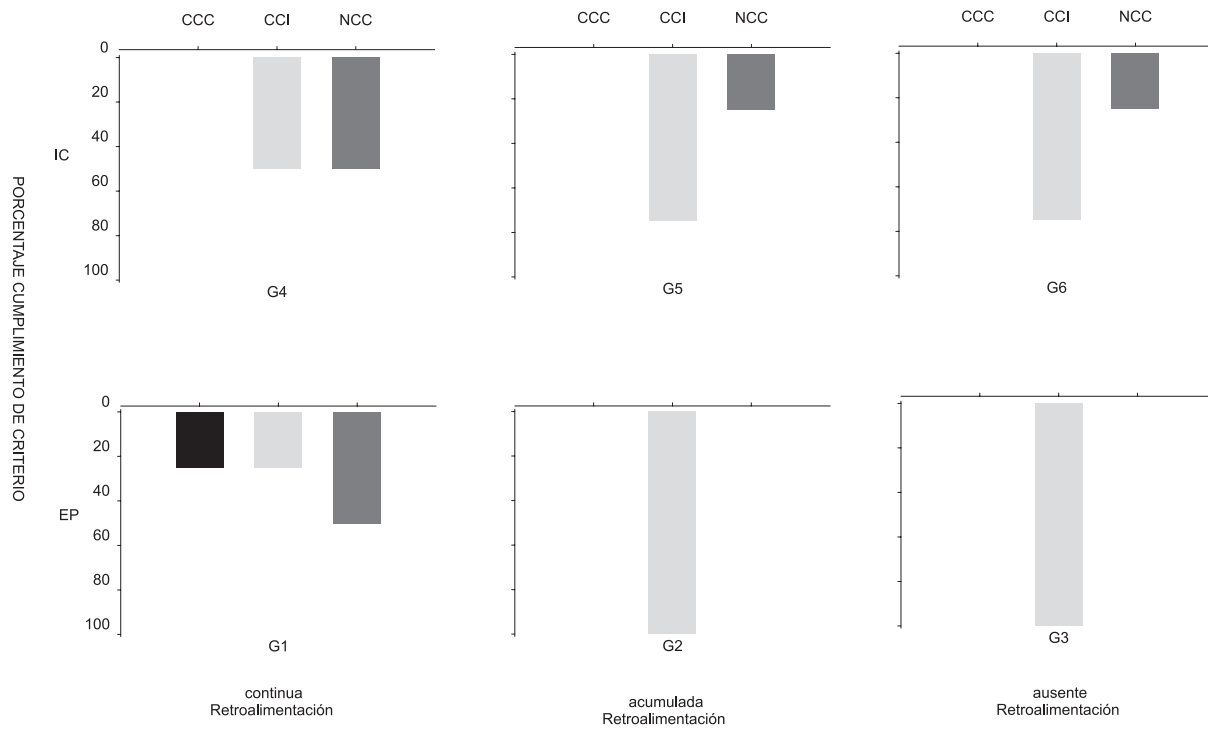 CCC CCI NCC
CCC CCI NCC
CCC CCI NCC
PORCENTAJE CUMPLIMIENTO DE CRITERIO
IC
0
20
40
60
80
100
G4
G5
G6
EP
0
20
40
60
80
100
G1
G2
G3
continua
Retroalimentación
acumulada
Retroalimentación
ausente
Retroalimentación